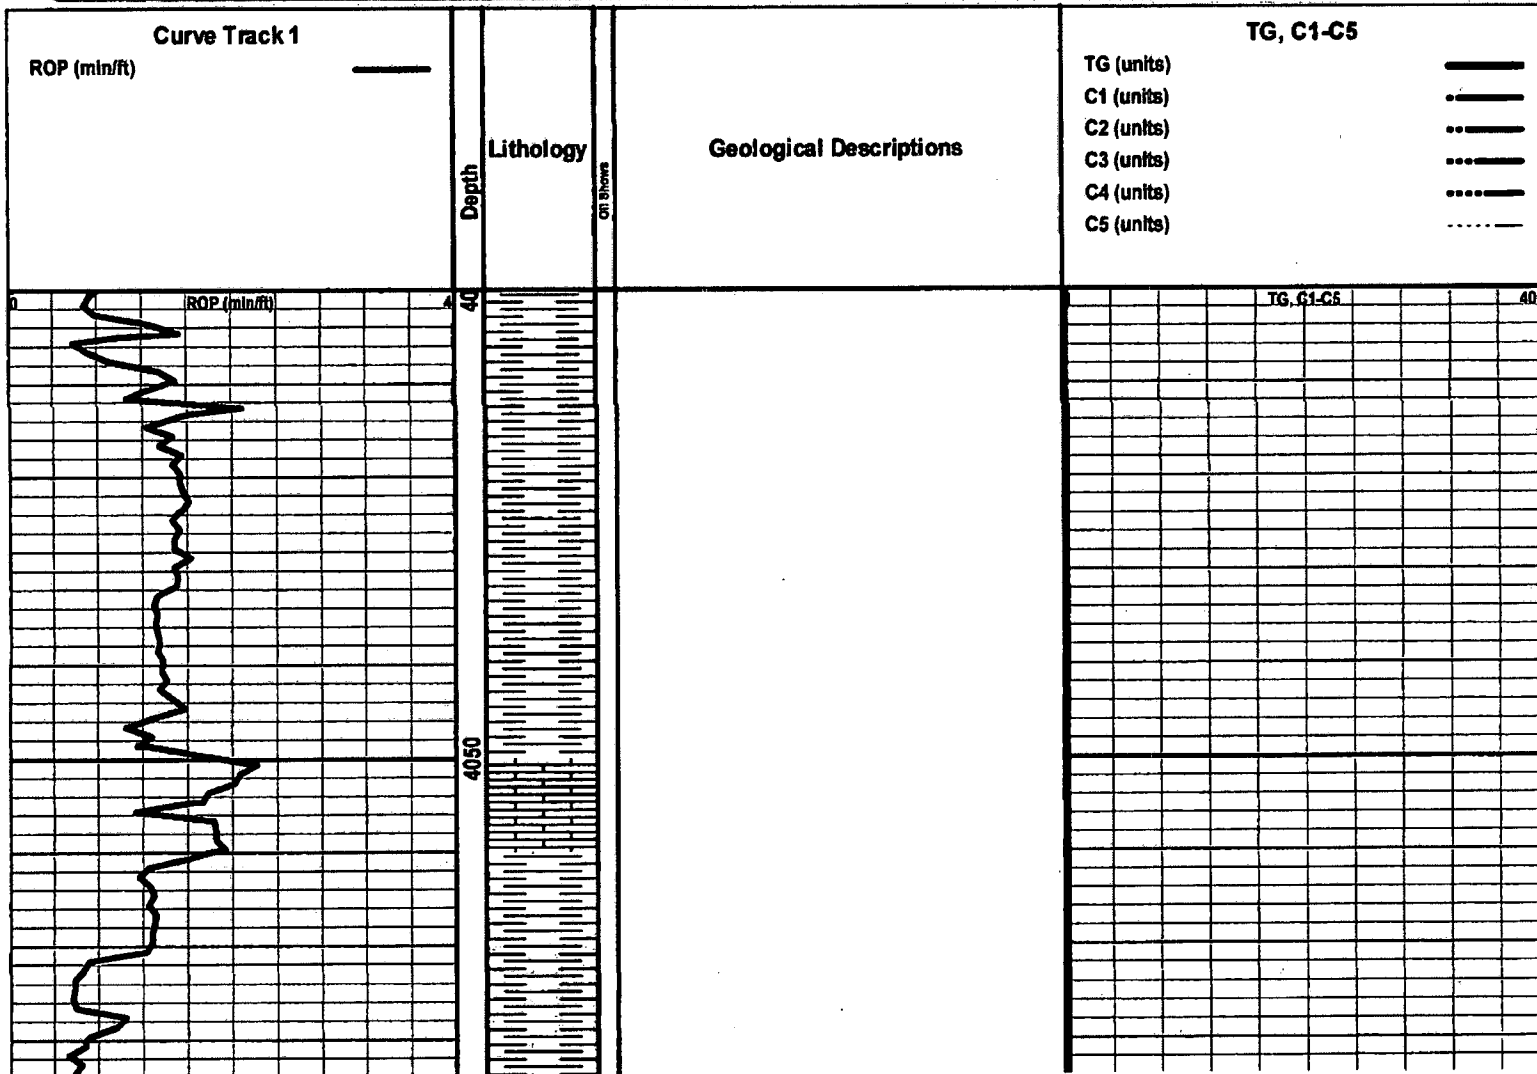 Curve Track 1
ROP (min/ft)
Depth
Lithology
Oil Shows
Geological Descriptions
TG, C1-C5
TG (units)
C1 (units)
C2 (units)
C3 (units)
C4 (units)
C5 (units)
0 ROP (min/ft) 4
40
TG, C1-C5 40
4050